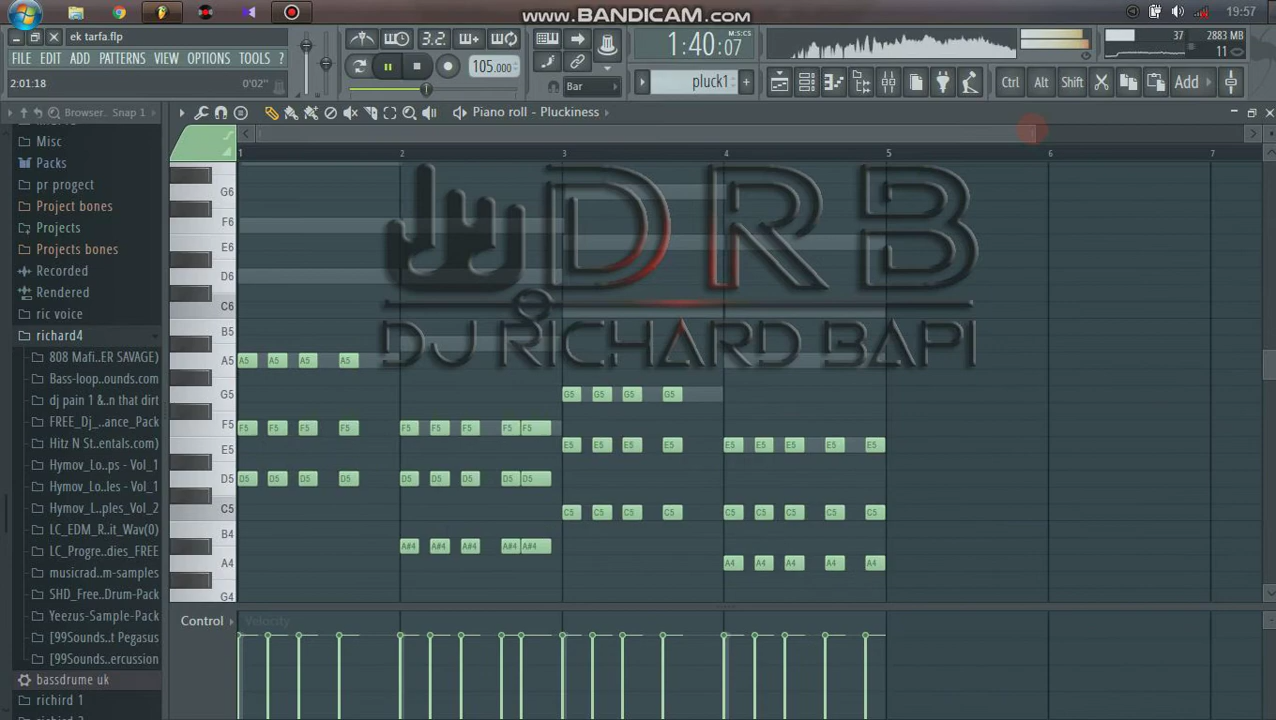 www.BANDICAM.com
19:57
ek tarfa.flp
FILE EDIT ADD PATTERNS VIEW OPTIONS TOOLS ?
2:01:18 0'02"
3.2.
105.000
Bar
1:40:07
M:S:CS
pluck1
37 2883 MB
11
Ctrl Alt Shift Add
Browser. Snap 1
Piano roll - Pluckiness
1 2 3 4 5 6 7
Misc
Packs
pr progect
Project bones
Projects
Projects bones
Recorded
Rendered
ric voice
richard4
808 Mafi..ER SAVAGE)
Bass-loop..ounds.com
dj pain 1 &..n that dirt
FREE_Dj_..ance_Pack
Hitz N St..entals.com)
Hymov_Lo..ps - Vol_1
Hymov_Lo..les - Vol_1
Hymov_L..ples_Vol_2
LC_EDM_R..it_Wav(0)
LC_Progre..dies_FREE
musicrad..m-samples
SHD_Free..Drum-Pack
Yeezus-Sample-Pack
[99Sounds..t Pegasus
[99Sounds..ercussion
bassdrume uk
richird 1
G6
F6
E6
D6
C6
B5
A5 A5 A5 A5 A5
G5 G5 G5 G5 G5
F5 F5 F5 F5 F5 F5 F5 F5 F5 F5
E5 E5 E5 E5 E5 E5 E5 E5 E5 E5
D5 D5 D5 D5 D5 D5 D5 D5 D5 D5
C5 C5 C5 C5 C5 C5 C5 C5 C5 C5
B4 A#4 A#4 A#4 A#4 A#4
A4 A4 A4 A4 A4 A4
G4
DRB
DJ RICHARD BAPI
Control Velocity